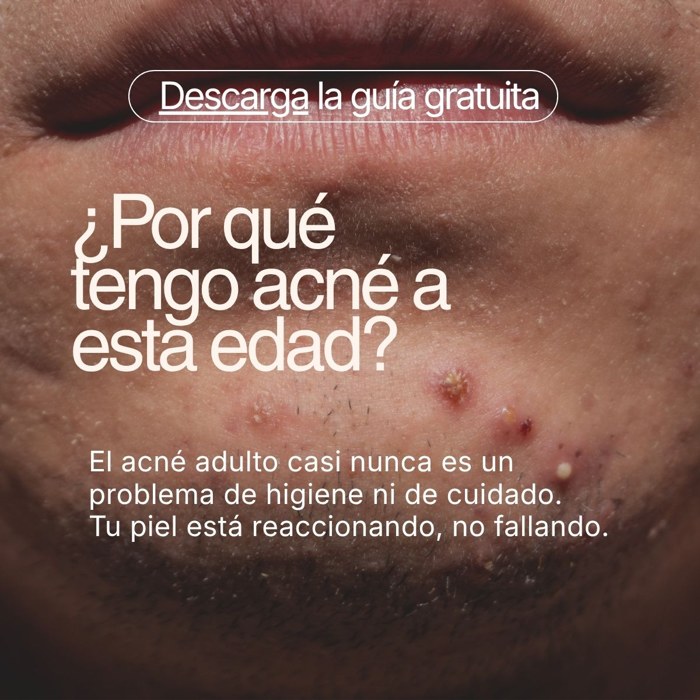 Descarga la guía gratuita
¿Por qué
tengo acné a
esta edad?
El acné adulto casi nunca es un
problema de higiene ni de cuidado.
Tu piel está reaccionando, no fallando.